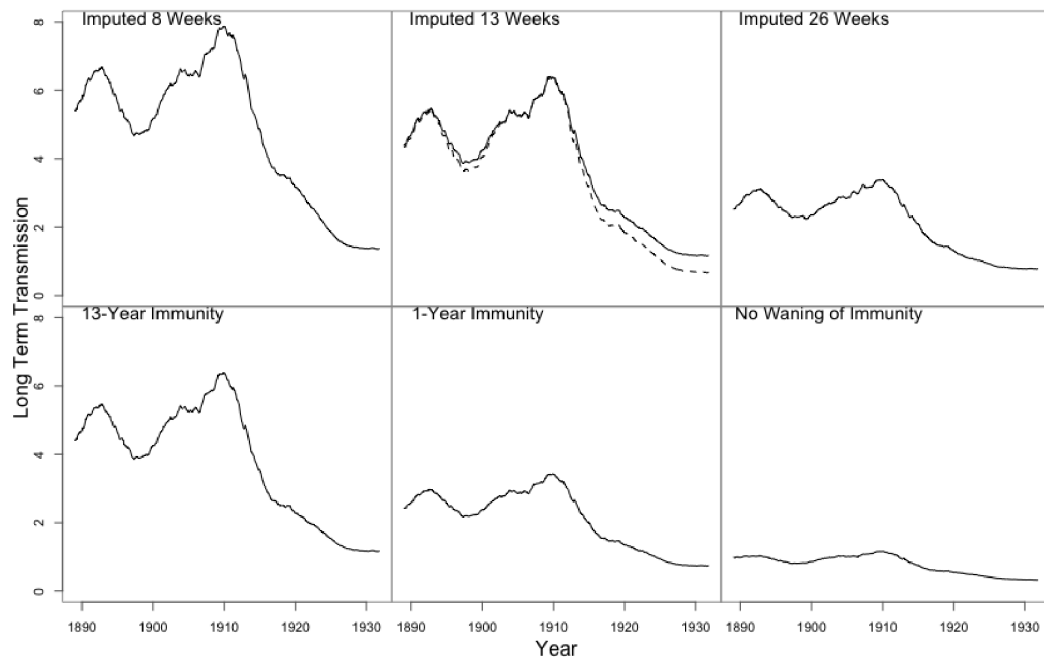 Imputed 8 Weeks
Imputed 13 Weeks
Imputed 26 Weeks
8
6
4
2
0
13-Year Immunity
1-Year Immunity
No Waning of Immunity
8
6
4
2
0
Long Term Transmission
1890 1900 1910 1920 1930
1890 1900 1910 1920 1930
1890 1900 1910 1920 1930
Year